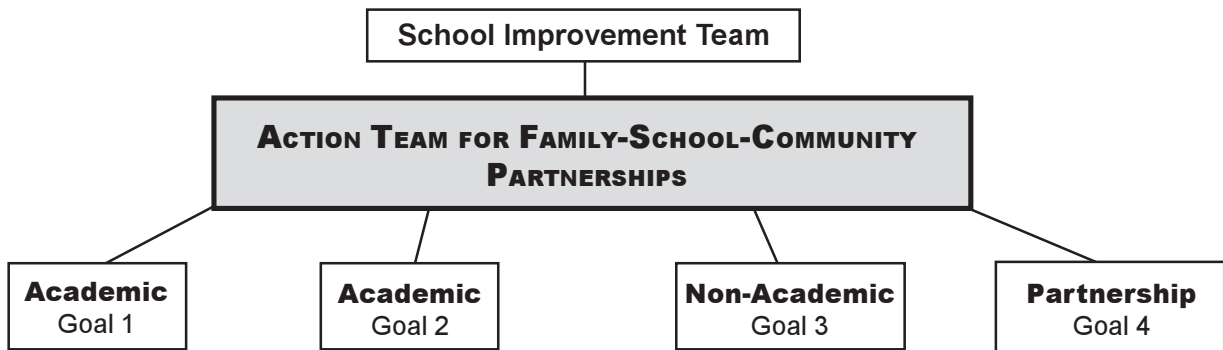 School Improvement Team
Action Team for Family-School-Community
Partnerships
Academic
Goal 1
Academic
Goal 2
Non-Academic
Goal 3
Partnership
Goal 4